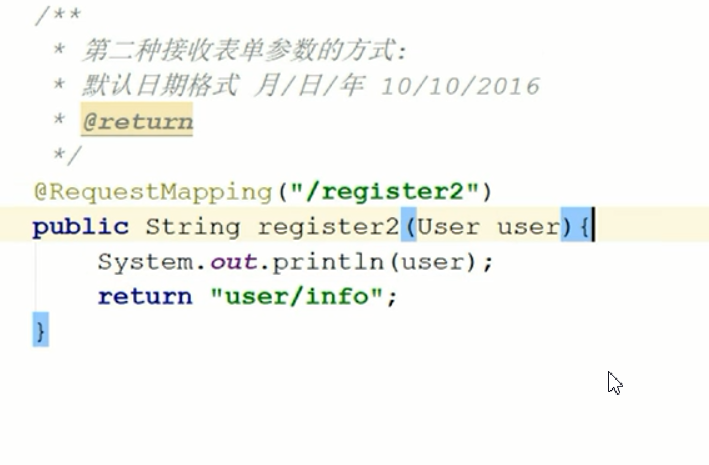 /**
 * 第二种接收表单参数的方式:
 * 默认日期格式 月/日/年 10/10/2016
 * @return
 */
@RequestMapping("/register2")
public String register2(User user){
    System.out.println(user);
    return "user/info";
}